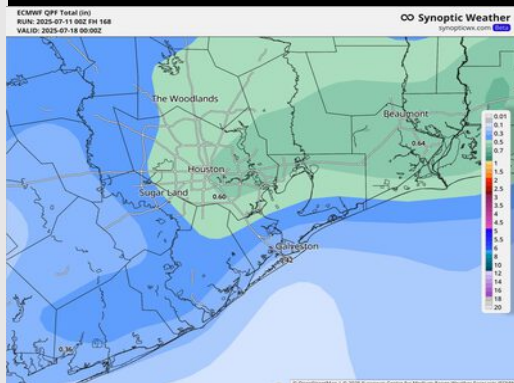 ECMWF QPF Total (in)
RUN: 2025-07-11 00Z FH 168
VALID: 2025-07-18 00:00Z
Synoptic Weather
synopticwx.com Beta
The Woodlands
Beaumont
0.64
Houston
Sugar Land
0.60
Galveston
0.36
0.01
0.1
0.3
0.5
0.7
1
1.5
2
2.5
3
3.5
4
4.5
5
5.5
6
8
10
12
14
16
18
20